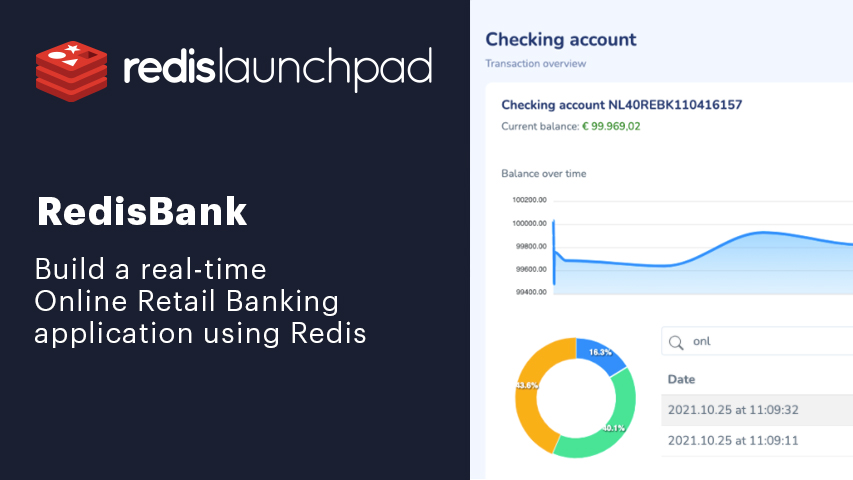 redislaunchpad
RedisBank
Build a real-time
Online Retail Banking
application using Redis
Checking account
Transaction overview
Checking account NL40REBK110416157
Current balance: € 99.969,02
Balance over time
100200.00
100000.00
99800.00
99600.00
99400.00
16.3%
43.6%
40.1%
onl
Date
2021.10.25 at 11:09:32
2021.10.25 at 11:09:11